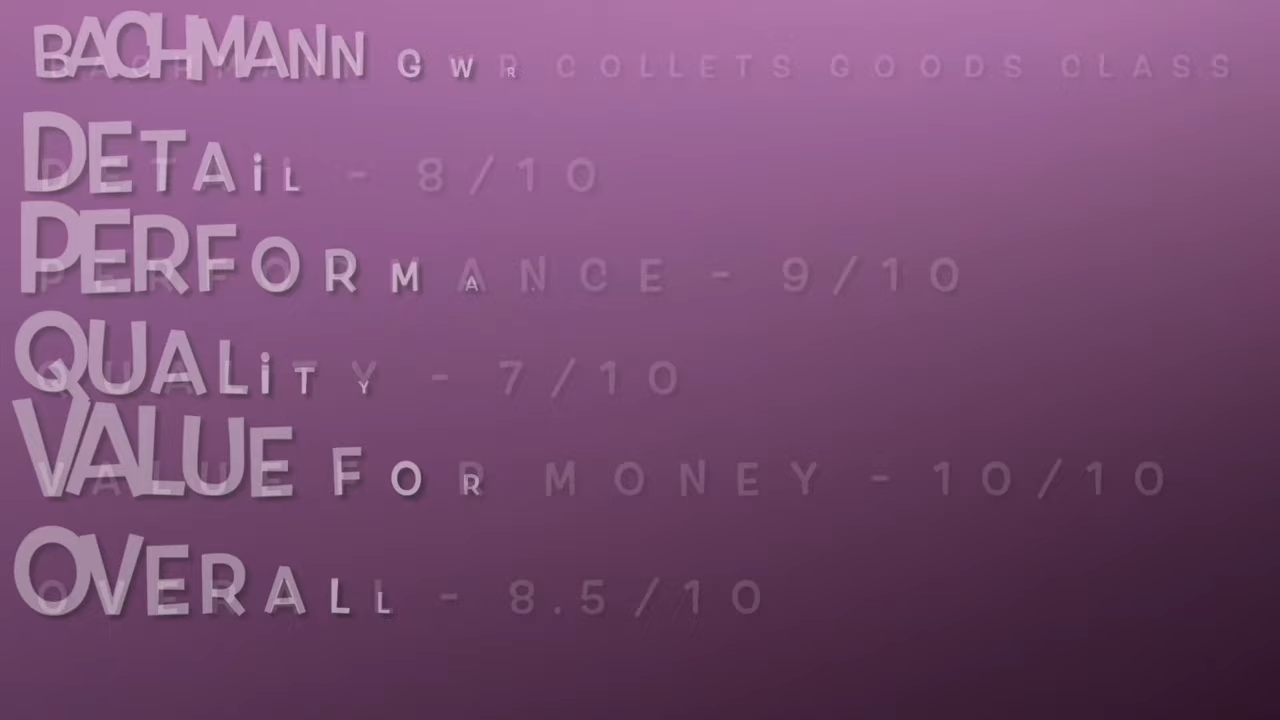 BACHMANN GWR COLLETS GOODS CLASS
DETAIL - 8/10
PERFORMANCE - 9/10
QUALITY - 7/10
VALUE FOR MONEY - 10/10
OVERALL - 8.5/10